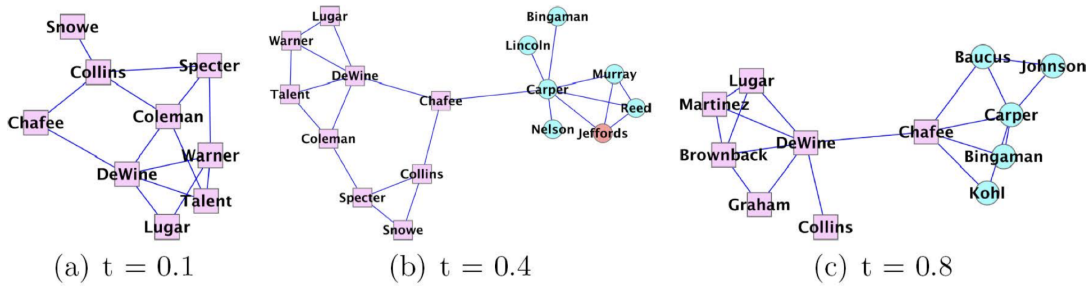 Snowe
Collins
Specter
Chafee
Coleman
Warner
DeWine
Talent
Lugar
(a) t = 0.1
Lugar
Bingaman
Warner
Lincoln
DeWine
Murray
Talent
Chafee
Carper
Reed
Nelson
Jeffords
Coleman
Collins
Specter
Snowe
(b) t = 0.4
Baucus
Johnson
Lugar
Martinez
Carper
Chafee
DeWine
Brownback
Bingaman
Kohl
Graham
Collins
(c) t = 0.8